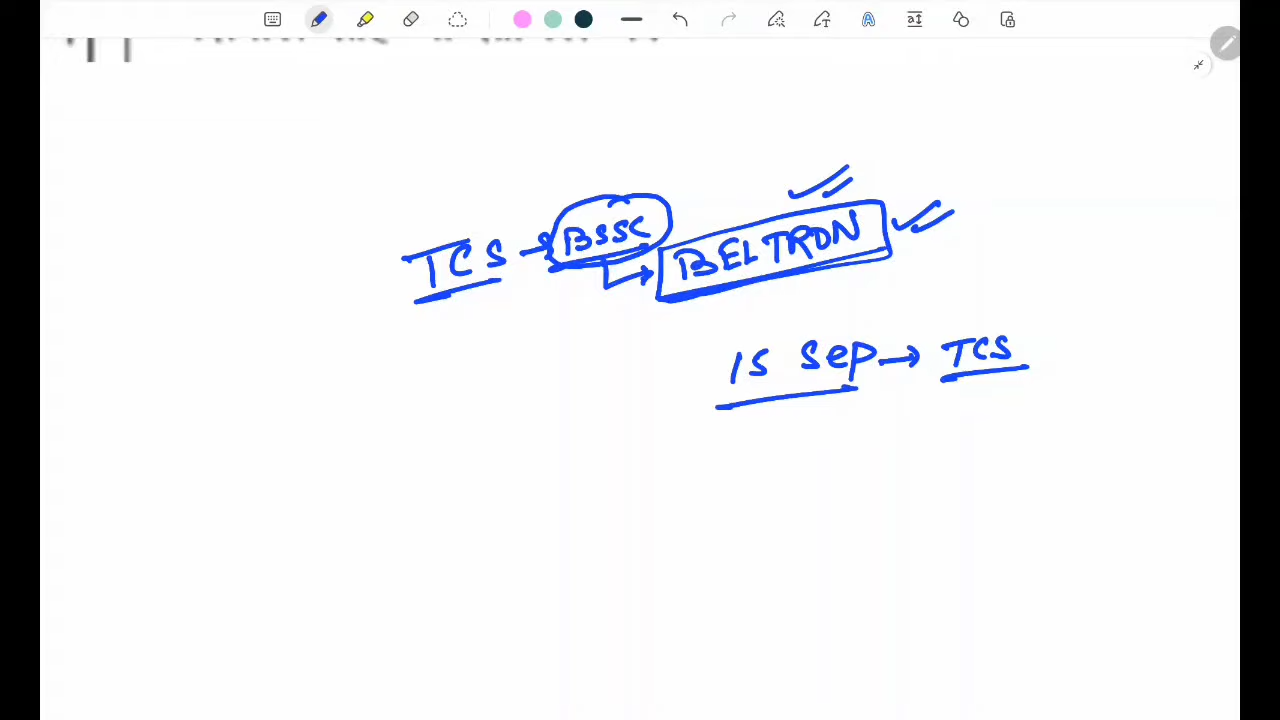 TCS → BSSC → BELTRON
15 Sep → TCS